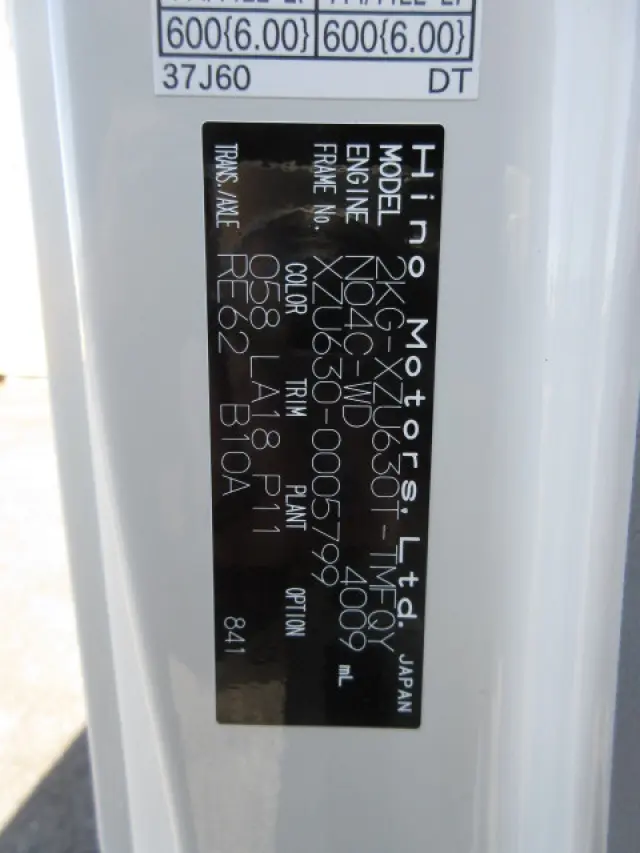 600{6.00} 600{6.00}
37J60 DT
Hino Motors, Ltd. JAPAN
MODEL 2KG-XZU630T-TMFQY
ENGINE N04C-WD 4009 mL
FRAME No. XZU630-0005799
COLOR TRIM PLANT OPTION
058 LA18 P11
TRANS./AXLE RE62 B10A 841